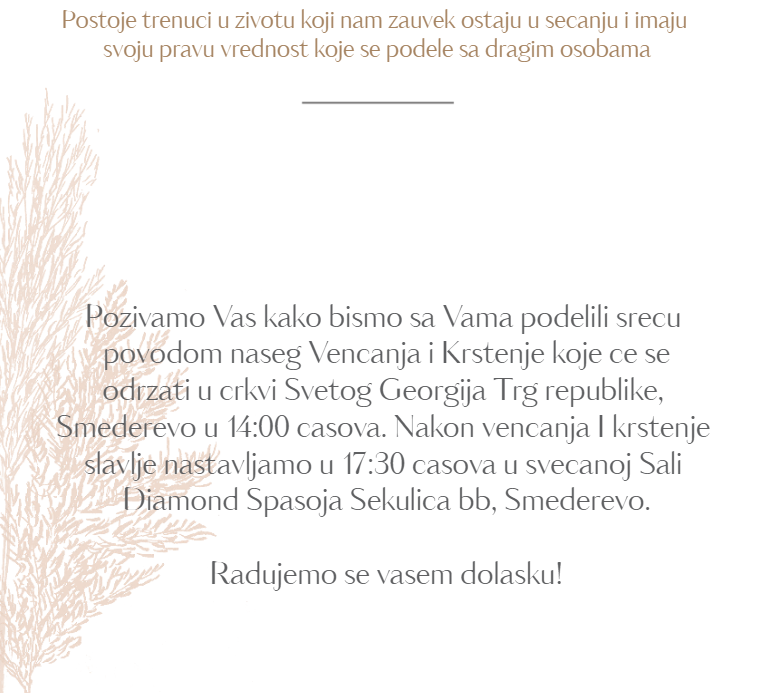 Postoje trenuci u zivotu koji nam zauvek ostaju u secanju i imaju
svoju pravu vrednost koje se podele sa dragim osobama
Pozivamo Vas kako bismo sa Vama podelili srecu
povodom naseg Vencanja i Krstenje koje ce se
odrzati u crkvi Svetog Georgija Trg republike,
Smederevo u 14:00 casova. Nakon vencanja I krstenje
slavlje nastavljamo u 17:30 casova u svecanoj Sali
Diamond Spasoja Sekulica bb, Smederevo.
Radujemo se vasem dolasku!